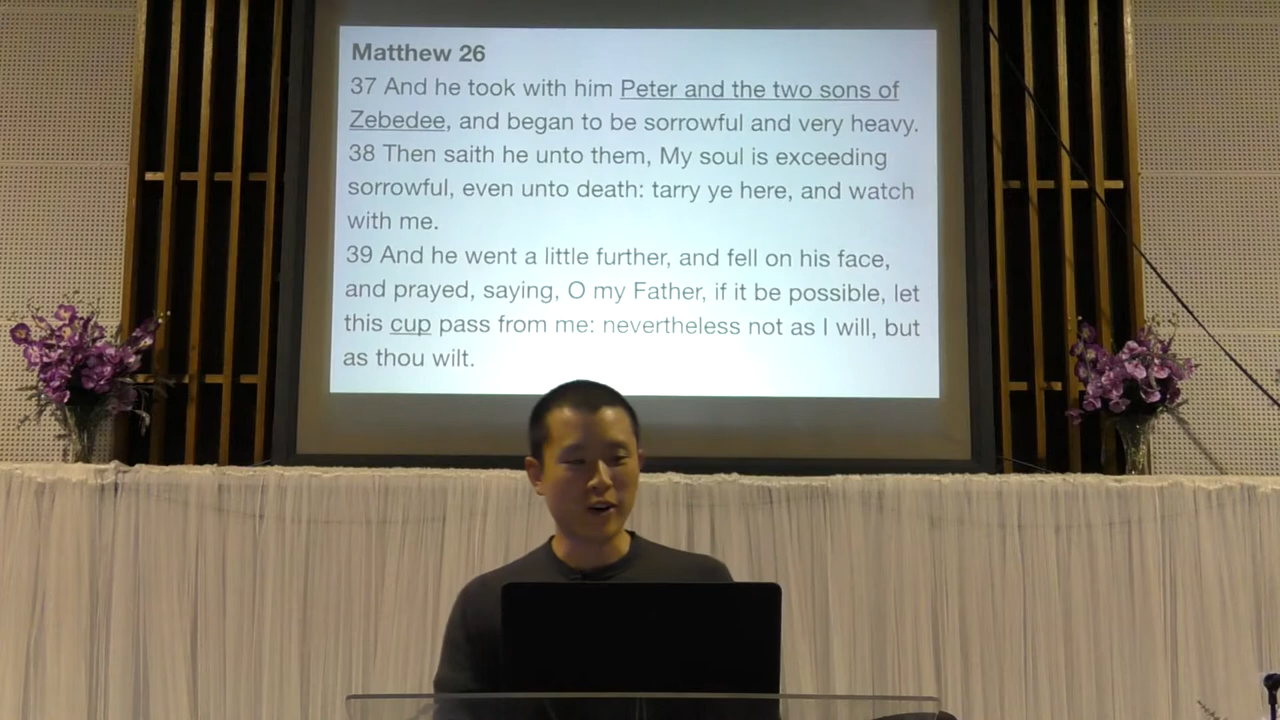 Matthew 26
37 And he took with him Peter and the two sons of
Zebedee, and began to be sorrowful and very heavy.
38 Then saith he unto them, My soul is exceeding
sorrowful, even unto death: tarry ye here, and watch
with me.
39 And he went a little further, and fell on his face,
and prayed, saying, O my Father, if it be possible, let
this cup pass from me: nevertheless not as I will, but
as thou wilt.